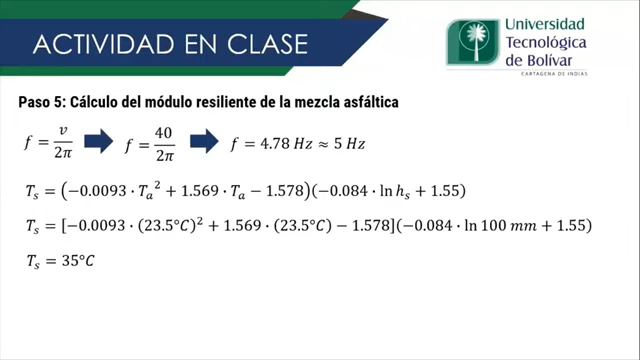 ACTIVIDAD EN CLASE
Universidad
Tecnológica
de Bolívar
CARTAGENA DE INDIAS
Paso 5: Cálculo del módulo resiliente de la mezcla asfáltica
f = v/2π f = 40/2π f = 4.78 Hz ≈ 5 Hz
Tₛ = (−0.0093 · Tₐ² + 1.569 · Tₐ − 1.578)(−0.084 · ln hₛ + 1.55)
Tₛ = [−0.0093 · (23.5°C)² + 1.569 · (23.5°C) − 1.578](−0.084 · ln 100 mm + 1.55)
Tₛ = 35°C